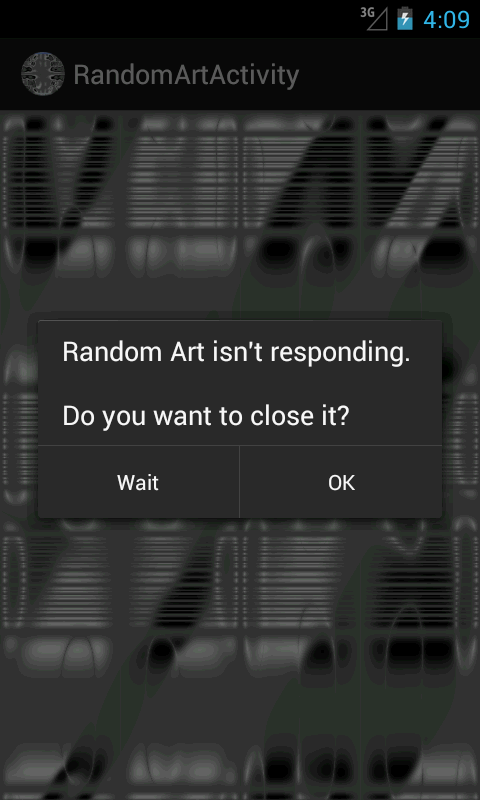 3G 4:09
RandomArtActivity
Random Art isn't responding.
Do you want to close it?
Wait OK